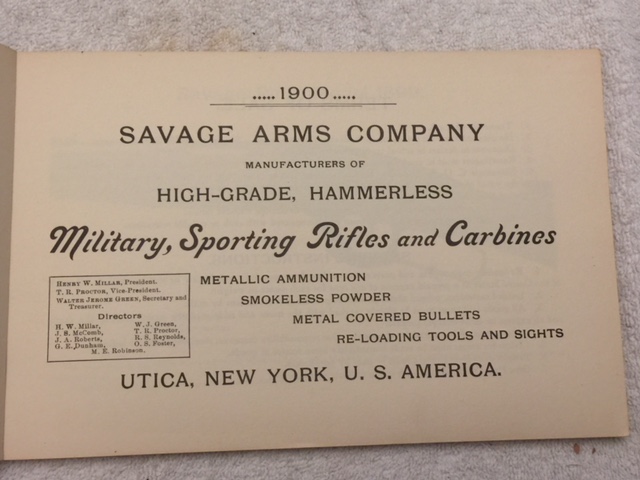 ..... 1900 .....
SAVAGE ARMS COMPANY
MANUFACTURERS OF
HIGH-GRADE, HAMMERLESS
Military, Sporting Rifles and Carbines
HENRY W. MILLAR, President.
T. R. PROCTOR, Vice-President.
WALTER JEROME GREEN, Secretary and
Treasurer.
Directors
H. W. Millar, W. J. Green,
J. S. McComb, T. R. Proctor,
J. A. Roberts, R. S. Reynolds,
G. E. Dunham, O. S. Foster,
M. E. Robinson.
METALLIC AMMUNITION
SMOKELESS POWDER
METAL COVERED BULLETS
RE-LOADING TOOLS AND SIGHTS
UTICA, NEW YORK, U. S. AMERICA.